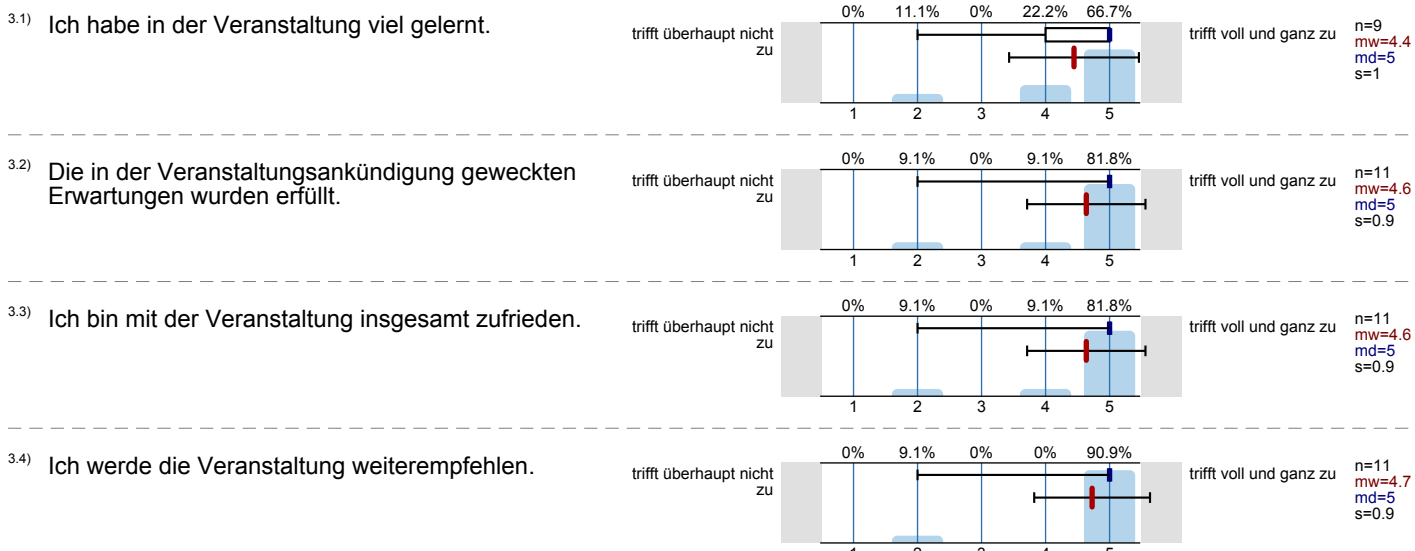 3.1) Ich habe in der Veranstaltung viel gelernt.
0% 11.1% 0% 22.2% 66.7%
trifft überhaupt nicht
zu
trifft voll und ganz zu
n=9
mw=4.4
md=5
s=1
1 2 3 4 5
3.2) Die in der Veranstaltungsankündigung geweckten
Erwartungen wurden erfüllt.
0% 9.1% 0% 9.1% 81.8%
trifft überhaupt nicht
zu
trifft voll und ganz zu
n=11
mw=4.6
md=5
s=0.9
1 2 3 4 5
3.3) Ich bin mit der Veranstaltung insgesamt zufrieden.
0% 9.1% 0% 9.1% 81.8%
trifft überhaupt nicht
zu
trifft voll und ganz zu
n=11
mw=4.6
md=5
s=0.9
1 2 3 4 5
3.4) Ich werde die Veranstaltung weiterempfehlen.
0% 9.1% 0% 0% 90.9%
trifft überhaupt nicht
zu
trifft voll und ganz zu
n=11
mw=4.7
md=5
s=0.9
1 2 3 4 5